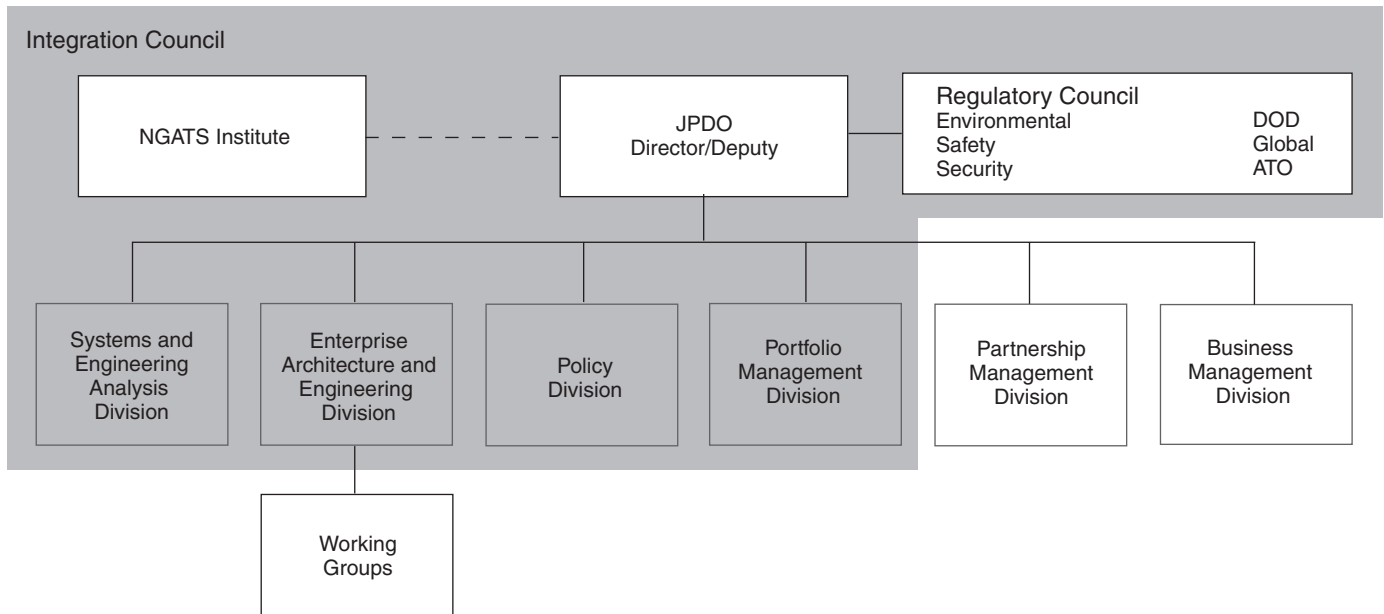 Integration Council
NGATS Institute
JPDO
Director/Deputy
Regulatory Council
Environmental
Safety
Security
DOD
Global
ATO
Systems and
Engineering
Analysis
Division
Enterprise
Architecture and
Engineering
Division
Policy
Division
Portfolio
Management
Division
Partnership
Management
Division
Business
Management
Division
Working
Groups